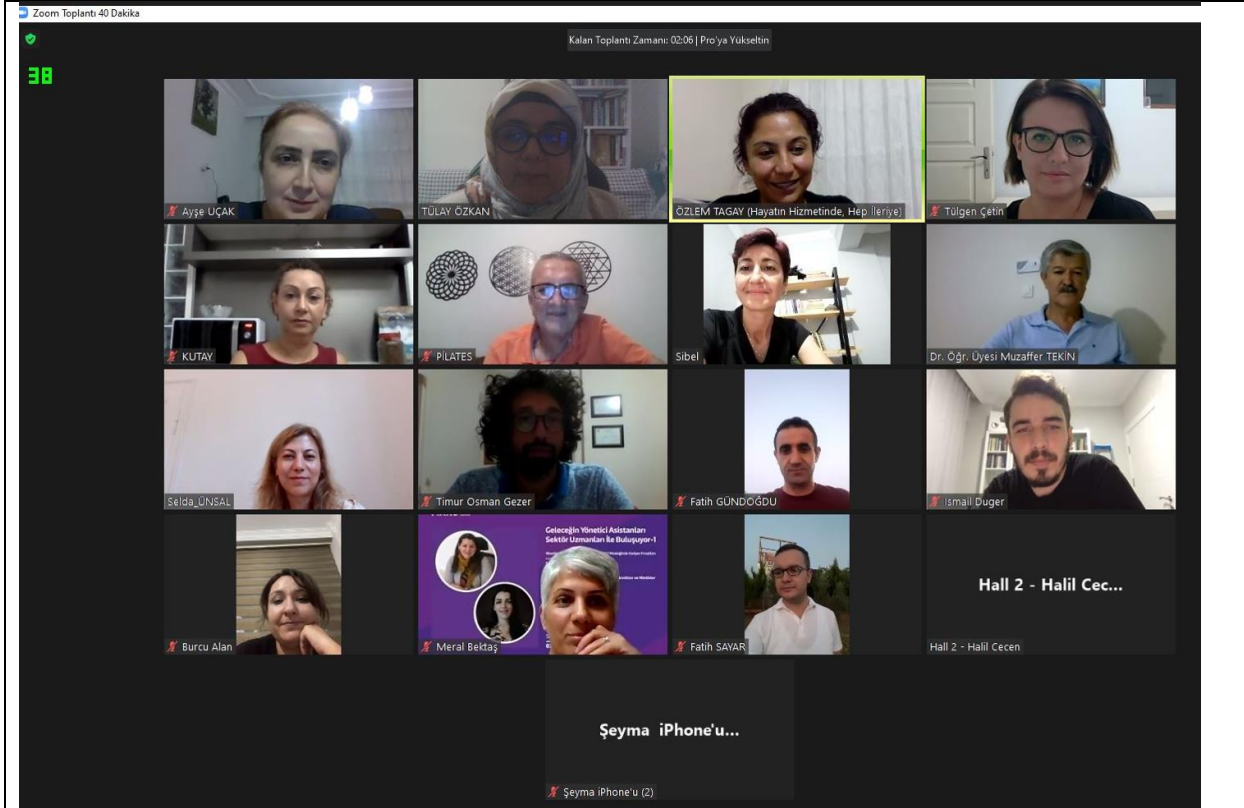 Zoom Toplantı 40 Dakika
Kalan Toplantı Zamanı: 02:06 | Pro'ya Yükseltin
38
Ayşe UÇAK
TÜLAY ÖZKAN
ÖZLEM TAGAY (Hayatın Hizmetinde, Hep İleriye)
Tülgen Çetin
KUTAY
PİLATES
Sibel
Dr. Öğr. Üyesi Muzaffer TEKİN
Selda_ÜNSAL
Timur Osman Gezer
Fatih GÜNDOĞDU
Ismail Duger
Geleceğin Yönetici Asistanları
Sektör Uzmanları İle Buluşuyor-1
Burcu Alan
Meral Bektaş
Fatih SAYAR
Hall 2 - Halil Cec...
Hall 2 - Halil Cecen
Şeyma iPhone'u...
Şeyma iPhone'u (2)